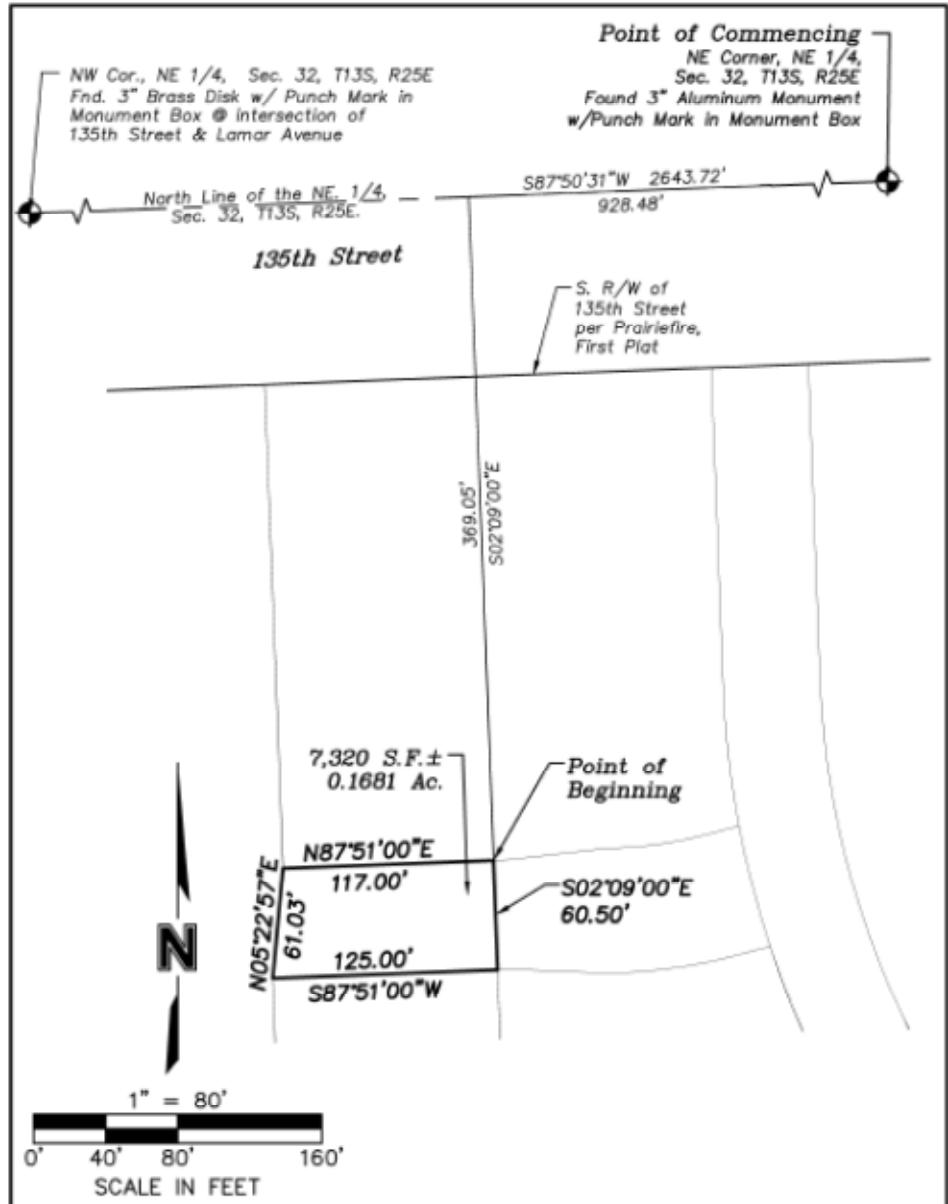 Point of Commencing
NE Corner, NE 1/4,
Sec. 32, T13S, R25E
Found 3" Aluminum Monument
w/Punch Mark in Monument Box
NW Cor., NE 1/4, Sec. 32, T13S, R25E
Fnd. 3" Brass Disk w/ Punch Mark in
Monument Box @ intersection of
135th Street & Lamar Avenue
S87°50'31"W 2643.72'
928.48'
North Line of the NE. 1/4,
Sec. 32, T13S, R25E.
135th Street
S. R/W of
135th Street
per Prairiefire,
First Plat
369.05'
S02°09'00"E
7,320 S.F.±
0.1681 Ac.
Point of
Beginning
N87°51'00"E
117.00'
S02°09'00"E
60.50'
N05°22'57"E
61.03'
125.00'
S87°51'00"W
N
1" = 80'
0' 40' 80' 160'
SCALE IN FEET